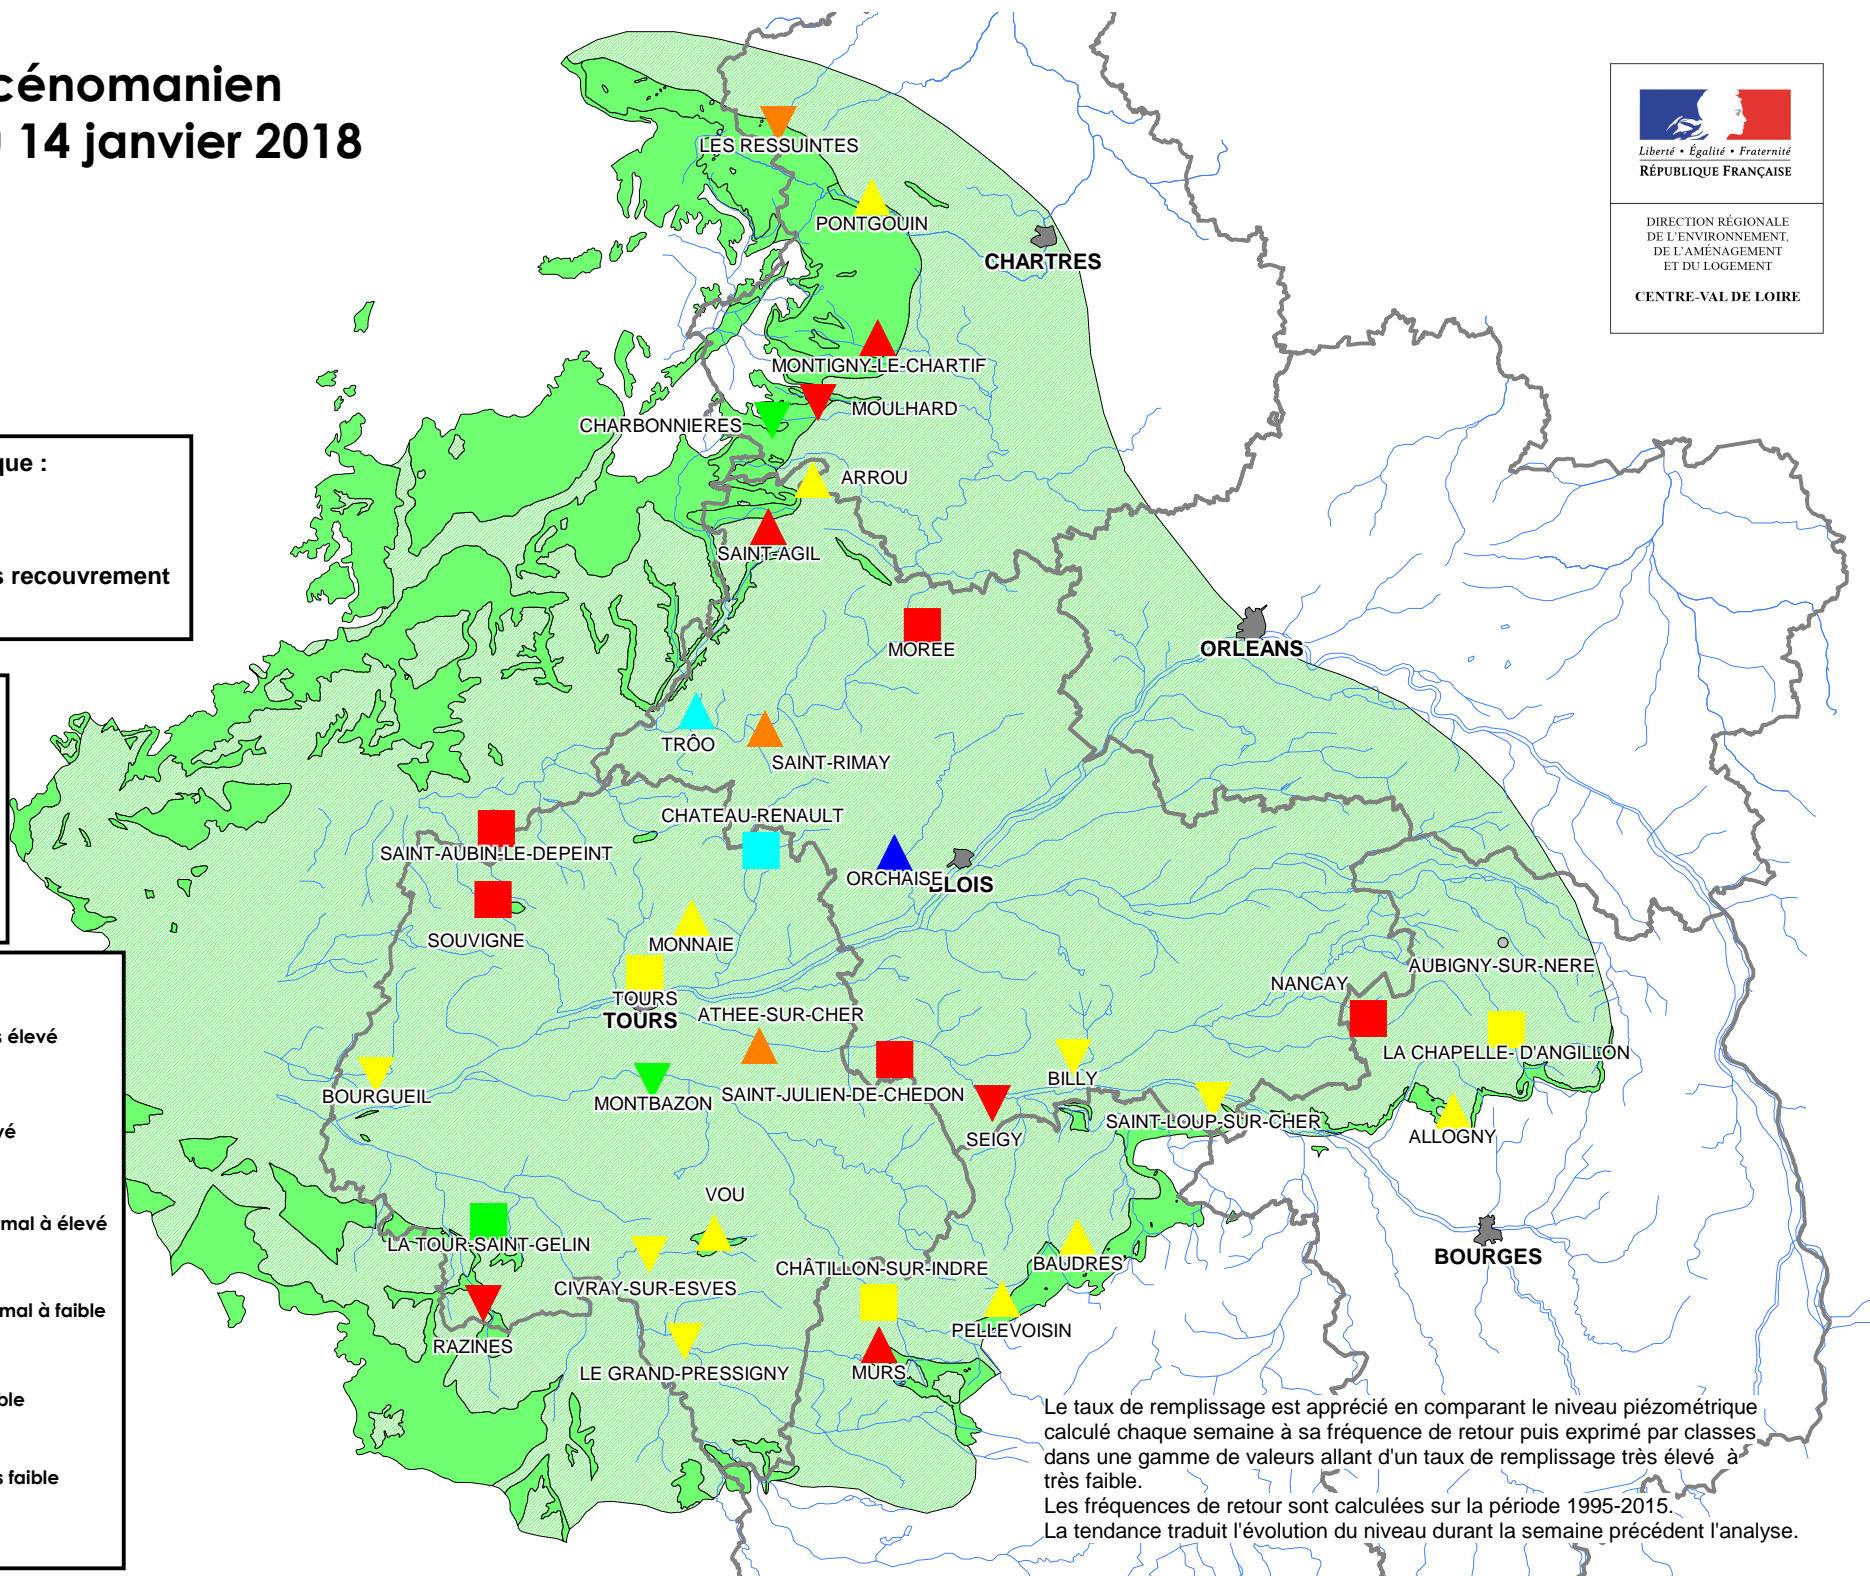 cénomanien
14 janvier 2018
Liberté • Égalité • Fraternité
RÉPUBLIQUE FRANÇAISE
DIRECTION RÉGIONALE
DE L'ENVIRONNEMENT,
DE L'AMÉNAGEMENT
ET DU LOGEMENT
CENTRE-VAL DE LOIRE
LES RESSUINTES
PONTGOUIN
CHARTRES
MONTIGNY-LE-CHARTIF
MOULHARD
CHARBONNIERES
que :
ARROU
SAINT-AGIL
recouvrement
MOREE
ORLEANS
TRÔO
SAINT-RIMAY
CHATEAU-RENAULT
SAINT-AUBIN-LE-DEPEINT
ORCHAISE
BLOIS
SOUVIGNE
MONNAIE
AUBIGNY-SUR-NERE
NANCAY
TOURS
TOURS
ATHEE-SUR-CHER
élevé
LA CHAPELLE- D'ANGILLON
BILLY
BOURGUEIL
MONTBAZON
SAINT-JULIEN-DE-CHEDON
SAINT-LOUP-SUR-CHER
SEIGY
ALLOGNY
vé
VOU
rmal à élevé
LA TOUR-SAINT-GELIN
BOURGES
BAUDRES
CHÂTILLON-SUR-INDRE
CIVRAY-SUR-ESVES
mal à faible
PELLEVOISIN
RAZINES
LE GRAND-PRESSIGNY
MURS
ble
faible
Le taux de remplissage est apprécié en comparant le niveau piézométrique
calculé chaque semaine à sa fréquence de retour puis exprimé par classes
dans une gamme de valeurs allant d'un taux de remplissage très élevé à
très faible.
Les fréquences de retour sont calculées sur la période 1995-2015.
La tendance traduit l'évolution du niveau durant la semaine précédent l'analyse.